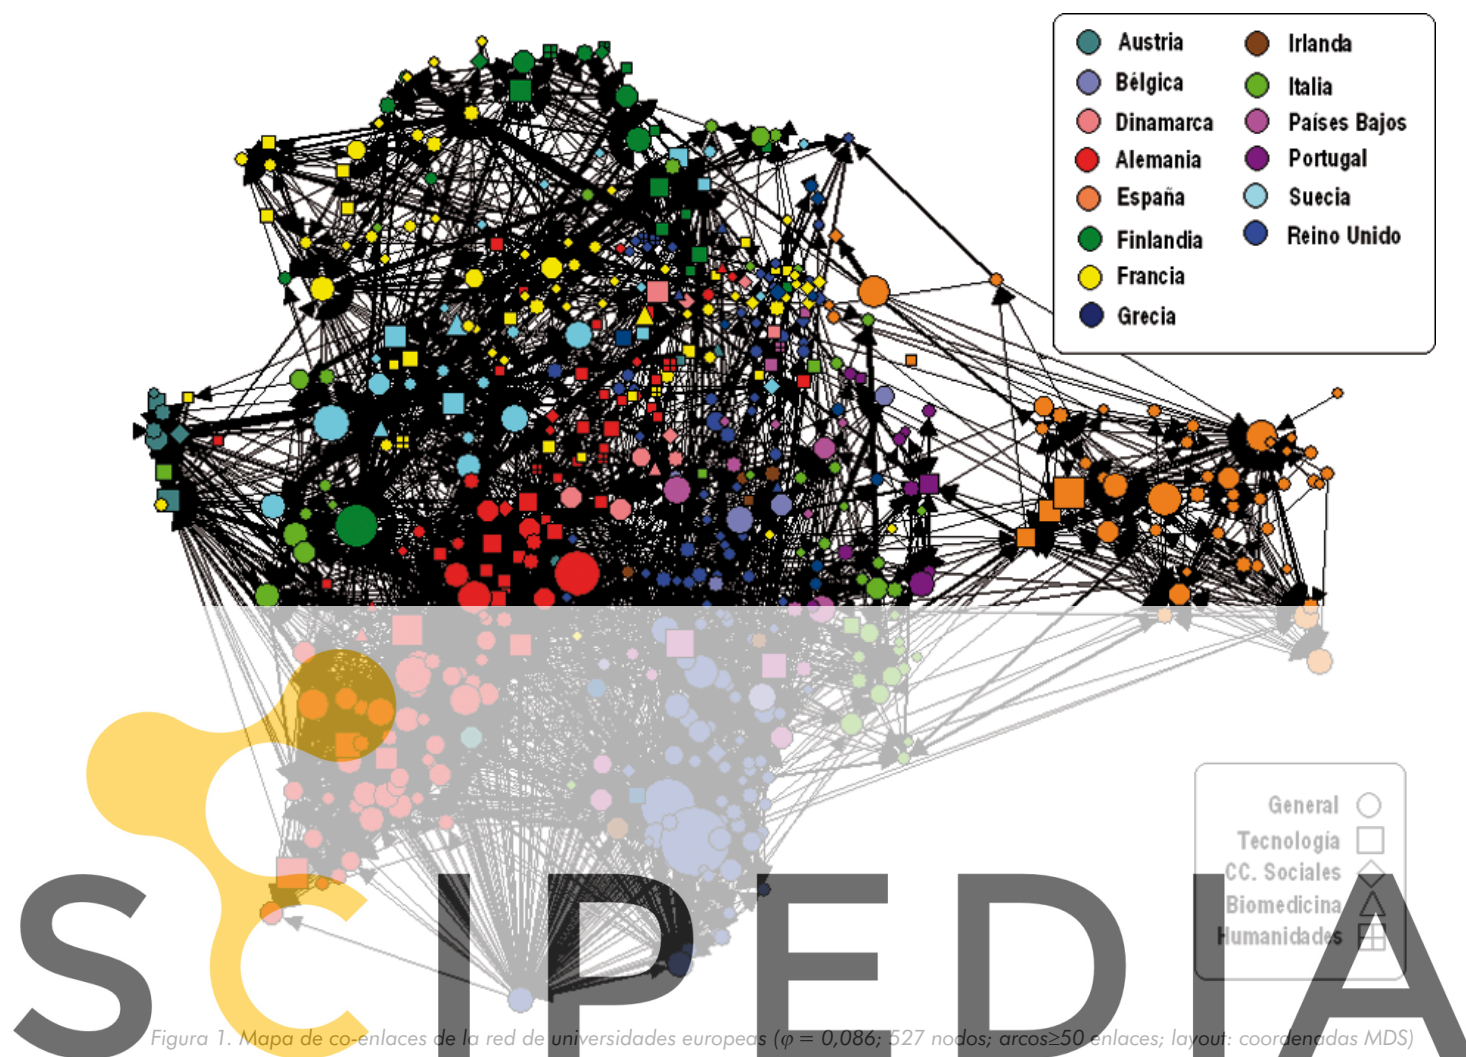 Austria
Bélgica
Dinamarca
Alemania
España
Finlandia
Francia
Grecia
Irlanda
Italia
Países Bajos
Portugal
Suecia
Reino Unido
General
Tecnología
CC. Sociales
Biomedicina
Humanidades
SCIPEDIA
Figura 1. Mapa de co-enlaces de la red de universidades europeas (φ = 0,086; 527 nodos; arcos≥50 enlaces; layout: coordenadas MDS)